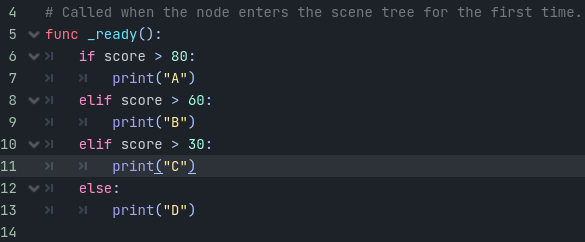 4 # Called when the node enters the scene tree for the first time.
5 func _ready():
6 if score > 80:
7 print("A")
8 elif score > 60:
9 print("B")
10 elif score > 30:
11 print("C")
12 else:
13 print("D")
14